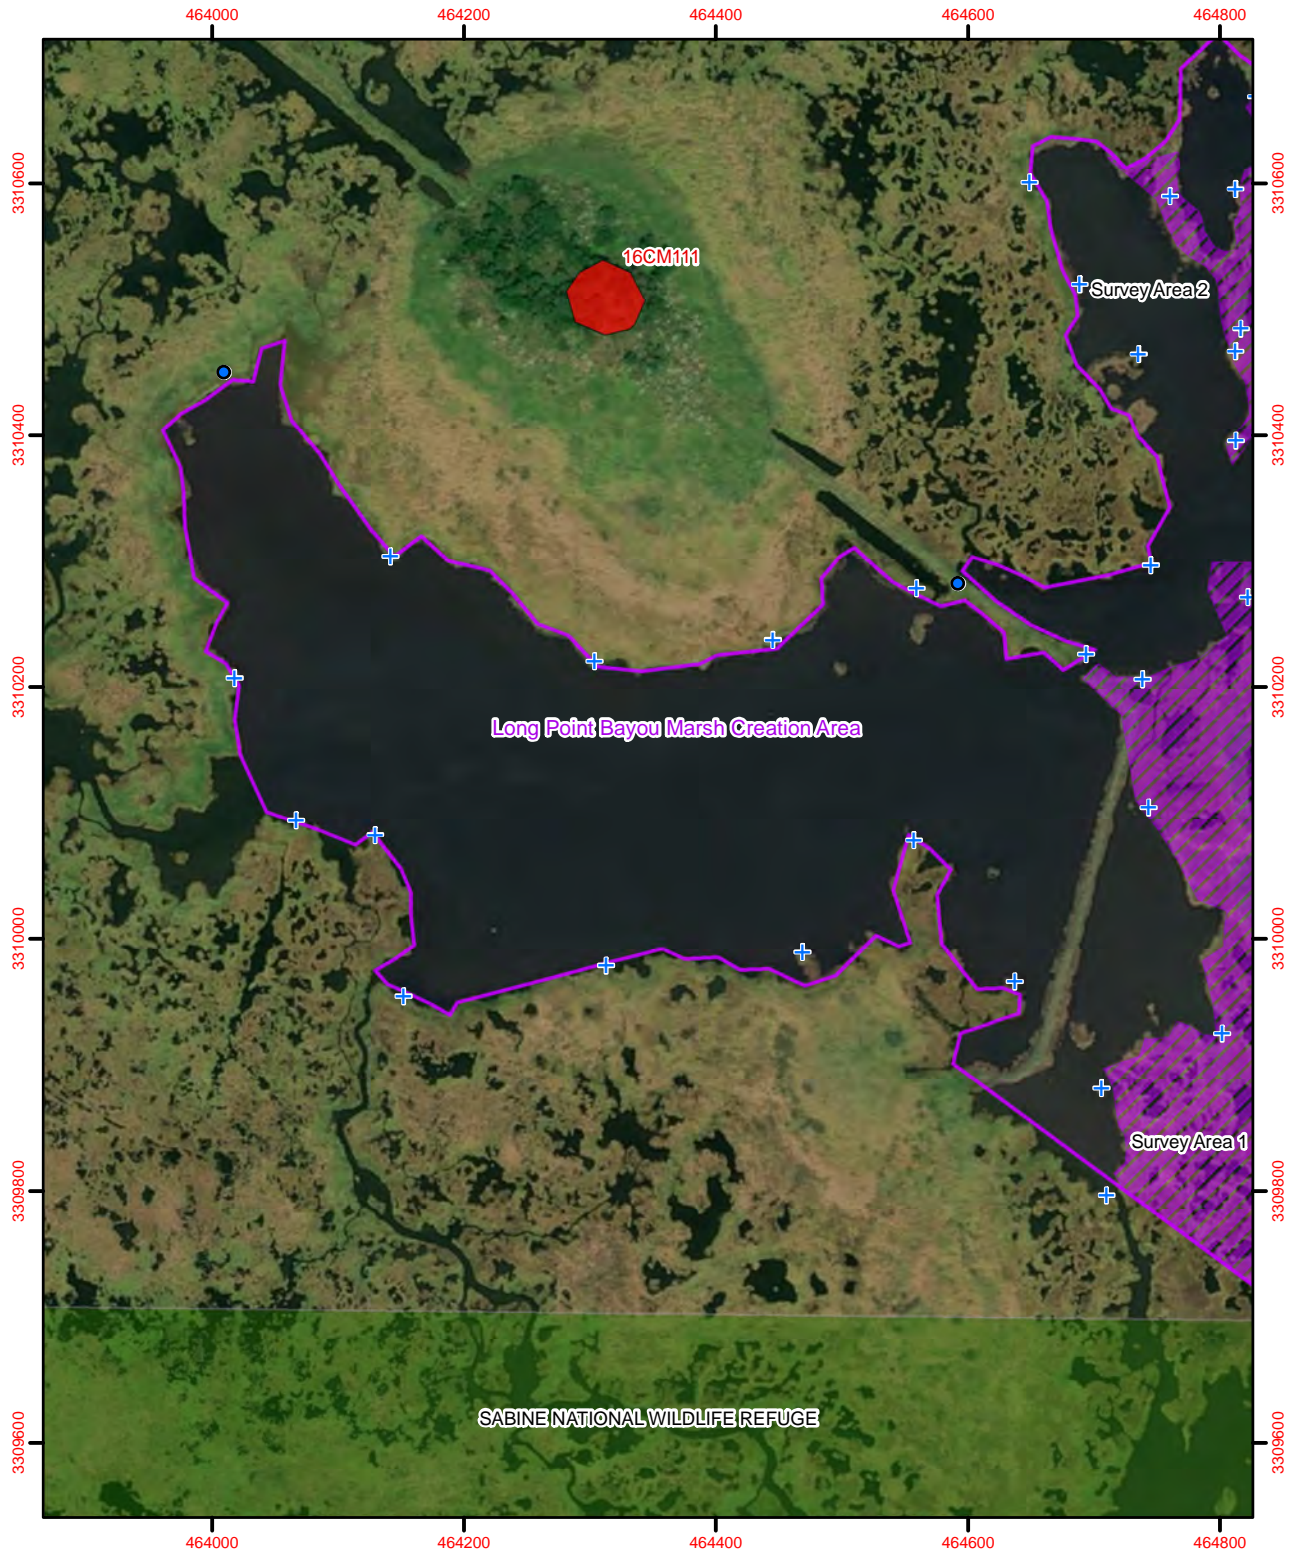 464000 464200 464400 464600 464800
3310600 3310600
16CM111
Survey Area 2
3310400 3310400
3310200 3310200
Long Point Bayou Marsh Creation Area
3310000 3310000
Survey Area 1
3309800 3309800
SABINE NATIONAL WILDLIFE REFUGE
3309600 3309600
464000 464200 464400 464600 464800